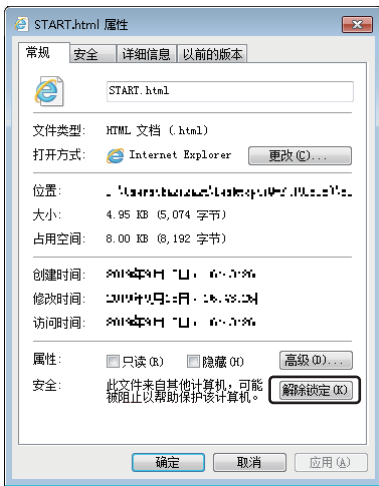 START.html 属性
常规 安全 详细信息 以前的版本
START.html
文件类型: HTML 文档 (.html)
打开方式: Internet Explorer 更改(C)...
位置:
大小: 4.95 KB (5,074 字节)
占用空间: 8.00 KB (8,192 字节)
创建时间:
修改时间:
访问时间:
属性: 只读(R) 隐藏(H) 高级(D)...
安全: 此文件来自其他计算机，可能
被阻止以帮助保护该计算机。 解除锁定(K)
确定 取消 应用(A)